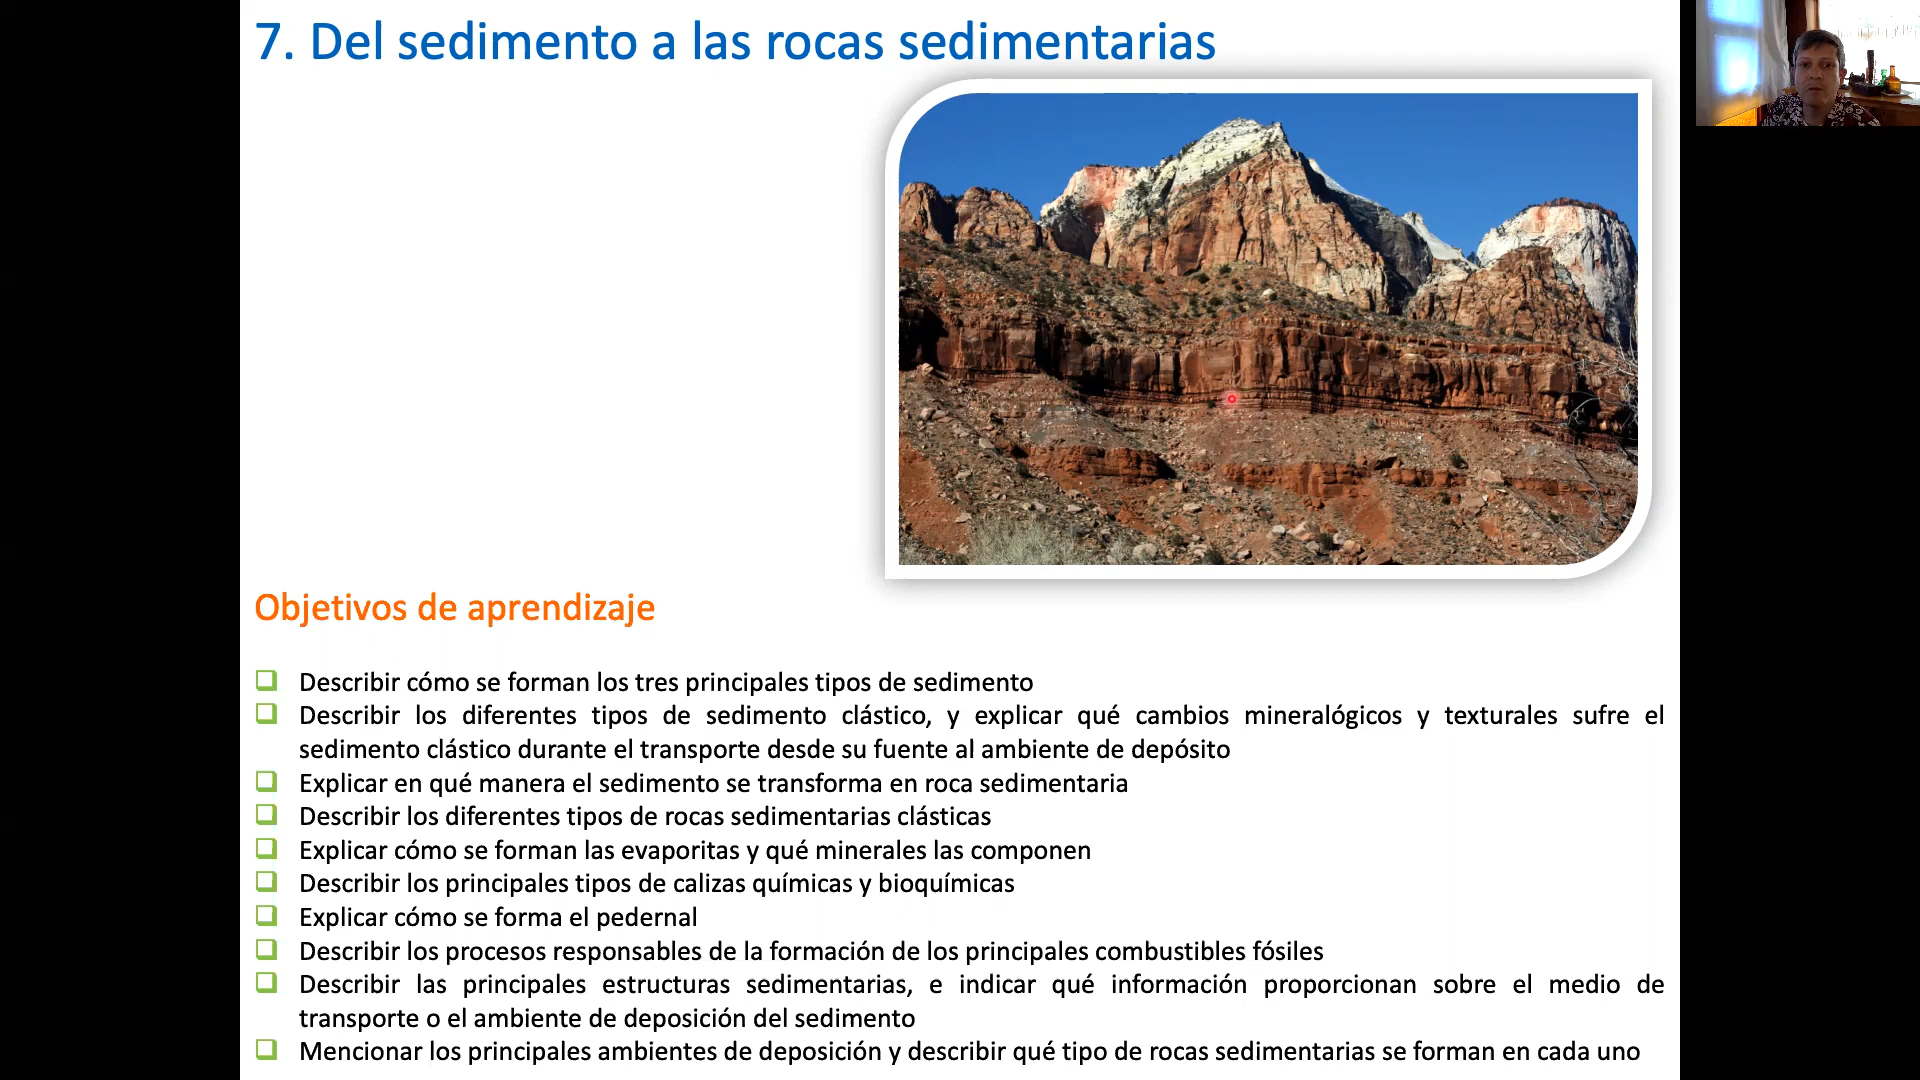 7. Del sedimento a las rocas sedimentarias
Objetivos de aprendizaje
Describir cómo se forman los tres principales tipos de sedimento
Describir los diferentes tipos de sedimento clástico, y explicar qué cambios mineralógicos y texturales sufre el
sedimento clástico durante el transporte desde su fuente al ambiente de depósito
Explicar en qué manera el sedimento se transforma en roca sedimentaria
Describir los diferentes tipos de rocas sedimentarias clásticas
Explicar cómo se forman las evaporitas y qué minerales las componen
Describir los principales tipos de calizas químicas y bioquímicas
Explicar cómo se forma el pedernal
Describir los procesos responsables de la formación de los principales combustibles fósiles
Describir las principales estructuras sedimentarias, e indicar qué información proporcionan sobre el medio de
transporte o el ambiente de deposición del sedimento
Mencionar los principales ambientes de deposición y describir qué tipo de rocas sedimentarias se forman en cada uno